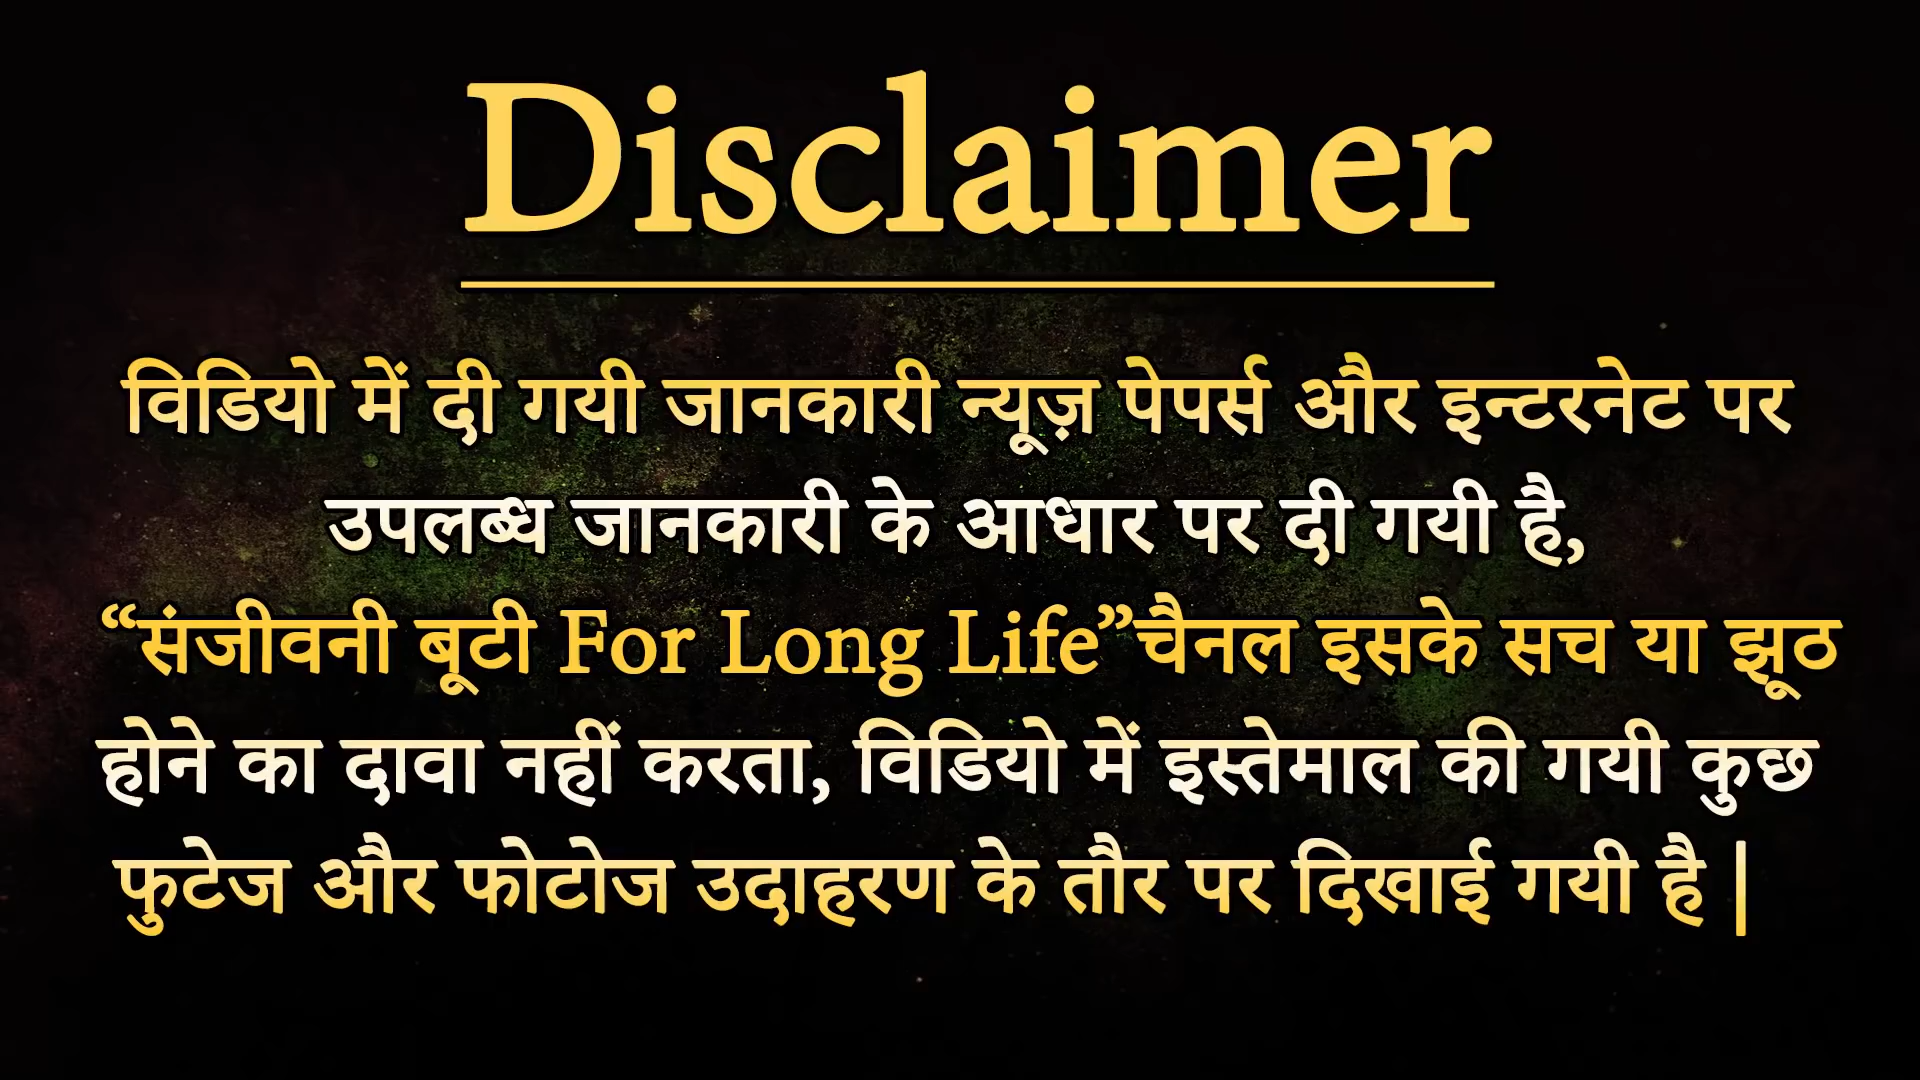 Disclaimer
विडियो में दी गयी जानकारी न्यूज़ पेपर्स और इन्टरनेट पर
उपलब्ध जानकारी के आधार पर दी गयी है,
“संजीवनी बूटी For Long Life”चैनल इसके सच या झूठ
होने का दावा नहीं करता, विडियो में इस्तेमाल की गयी कुछ
फुटेज और फोटोज उदाहरण के तौर पर दिखाई गयी है |